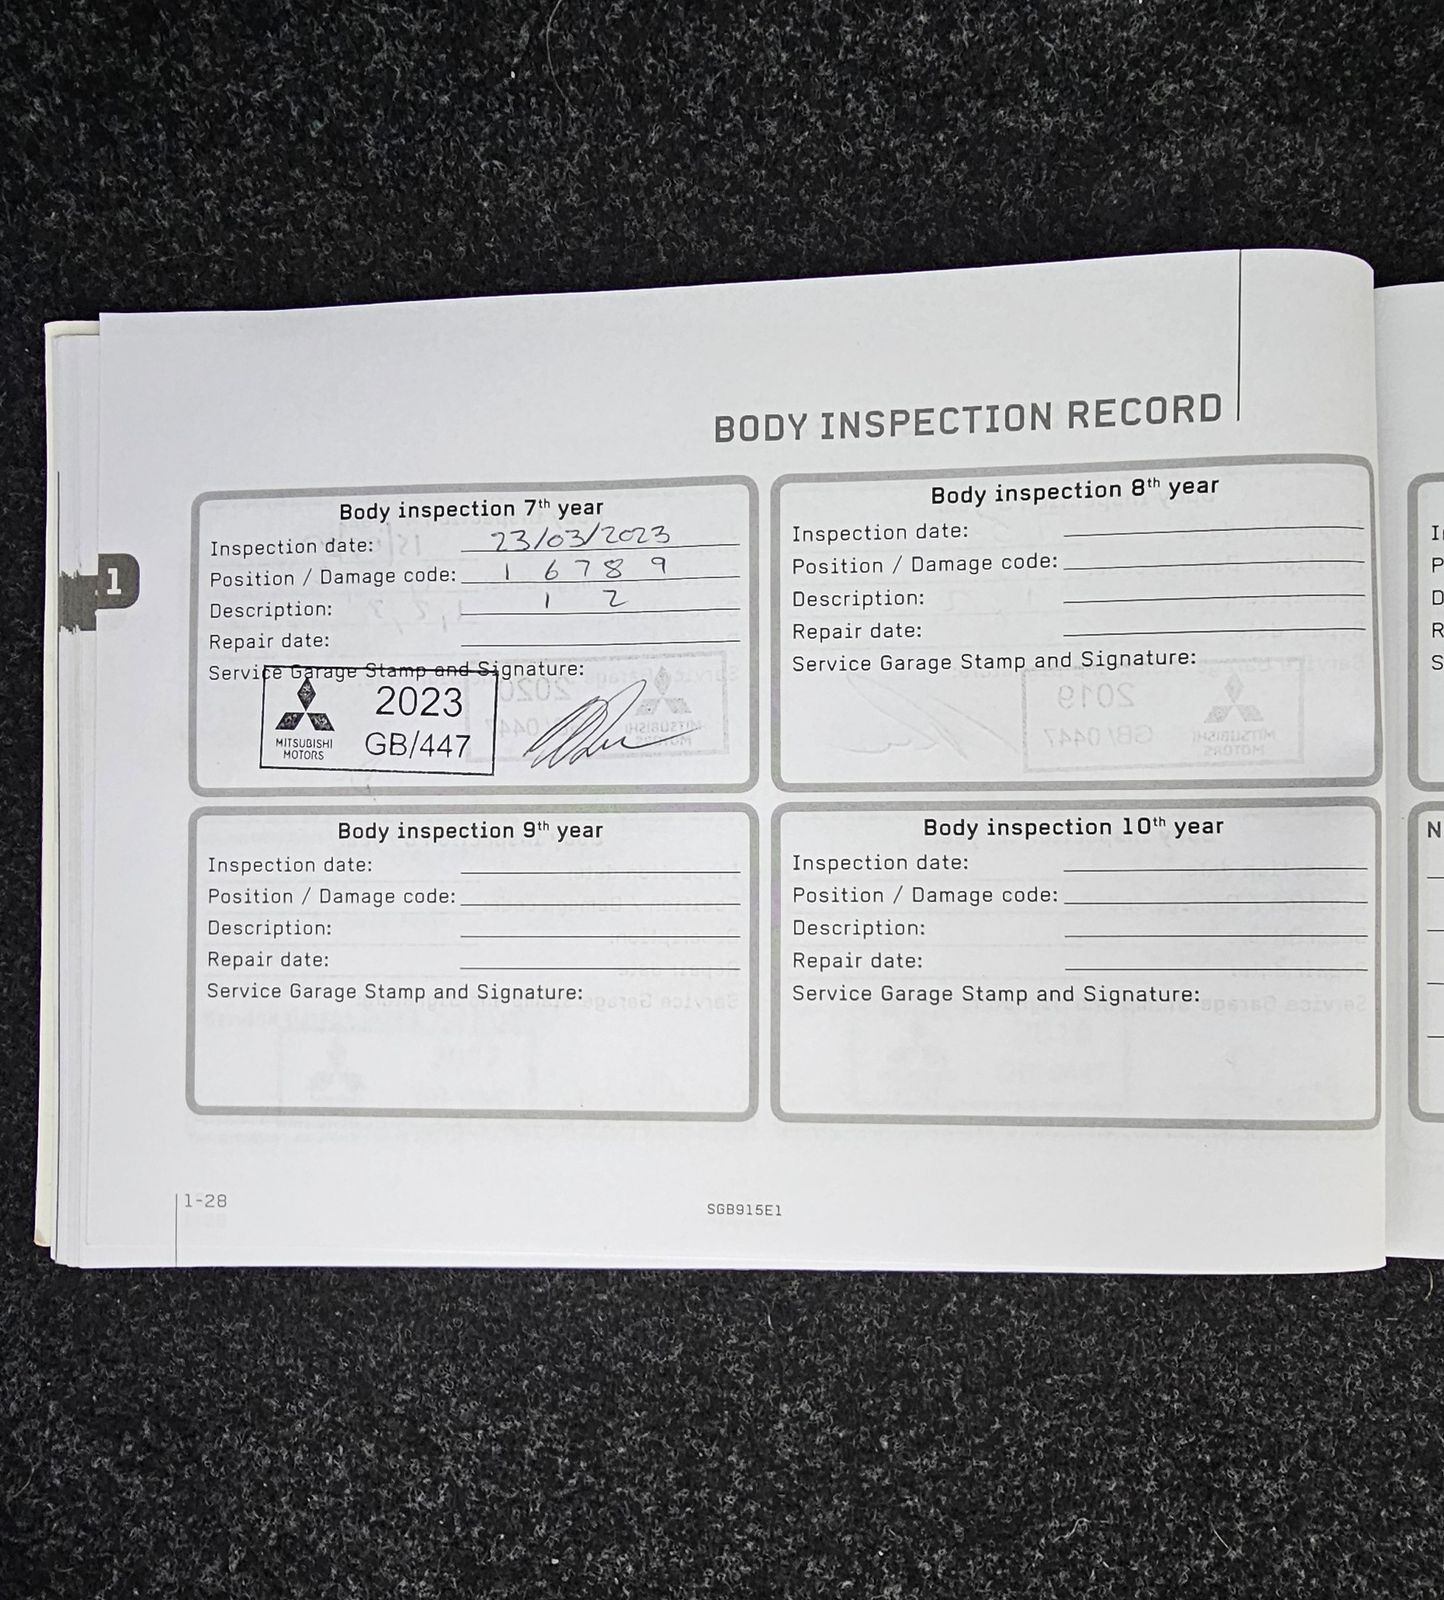 BODY INSPECTION RECORD
1
Body inspection 7th year
Inspection date: 23/03/2023
Position / Damage code: 1 6 7 8 9
Description: 1 2
Repair date:
Service Garage Stamp and Signature:
MITSUBISHI
MOTORS
2023
GB/447
Body inspection 8th year
Inspection date:
Position / Damage code:
Description:
Repair date:
Service Garage Stamp and Signature:
Body inspection 9th year
Inspection date:
Position / Damage code:
Description:
Repair date:
Service Garage Stamp and Signature:
Body inspection 10th year
Inspection date:
Position / Damage code:
Description:
Repair date:
Service Garage Stamp and Signature:
1-28
SGB915E1